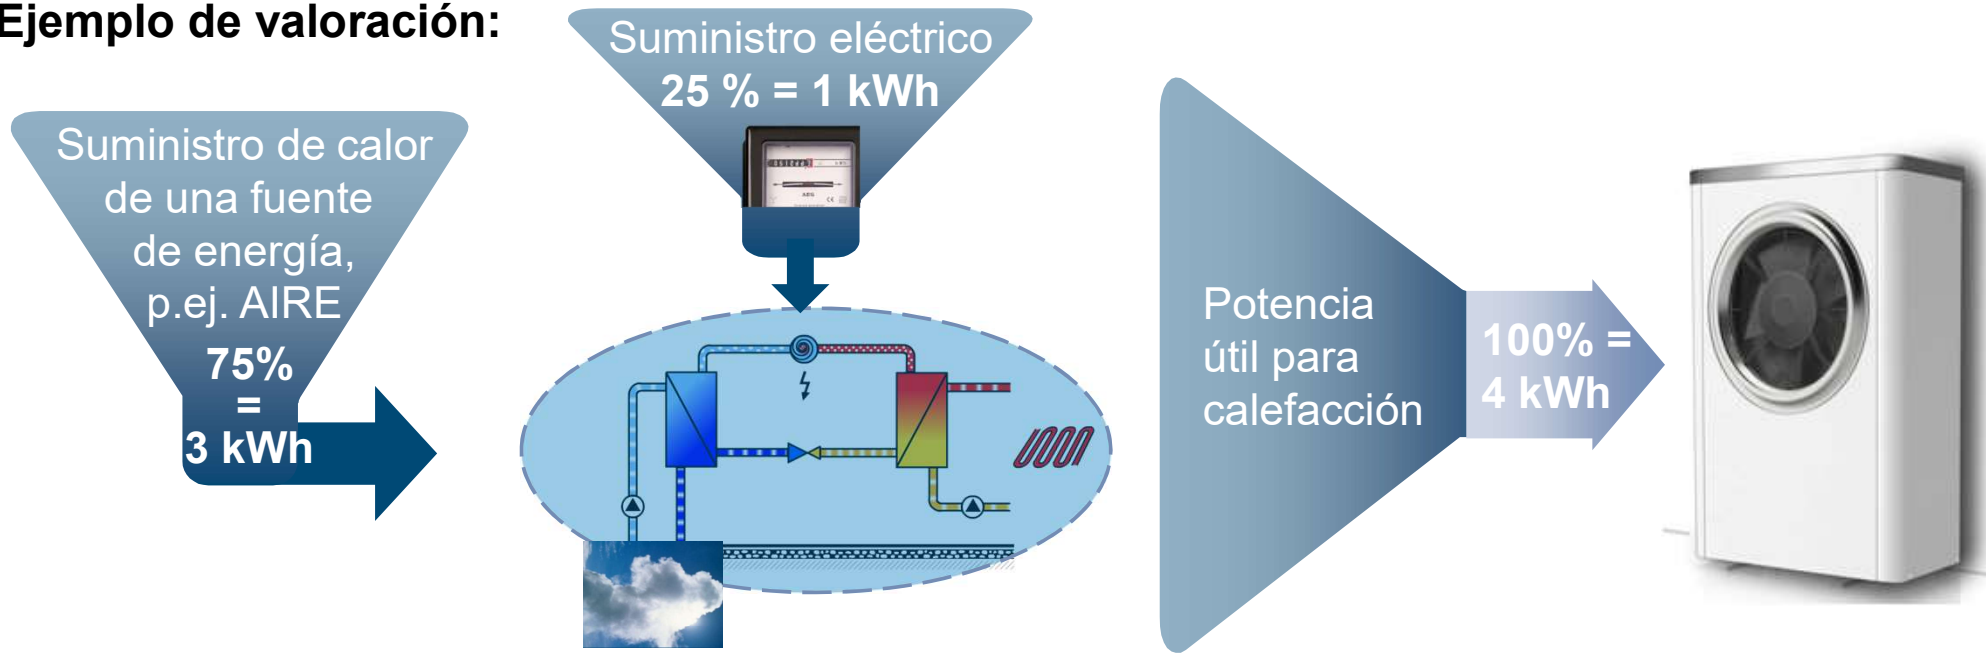 Ejemplo de valoración:
Suministro eléctrico
25 % = 1 kWh
Suministro de calor
de una fuente
de energía,
p.ej. AIRE
75%
=
3 kWh
AEG
Potencia
útil para
calefacción
100% =
4 kWh